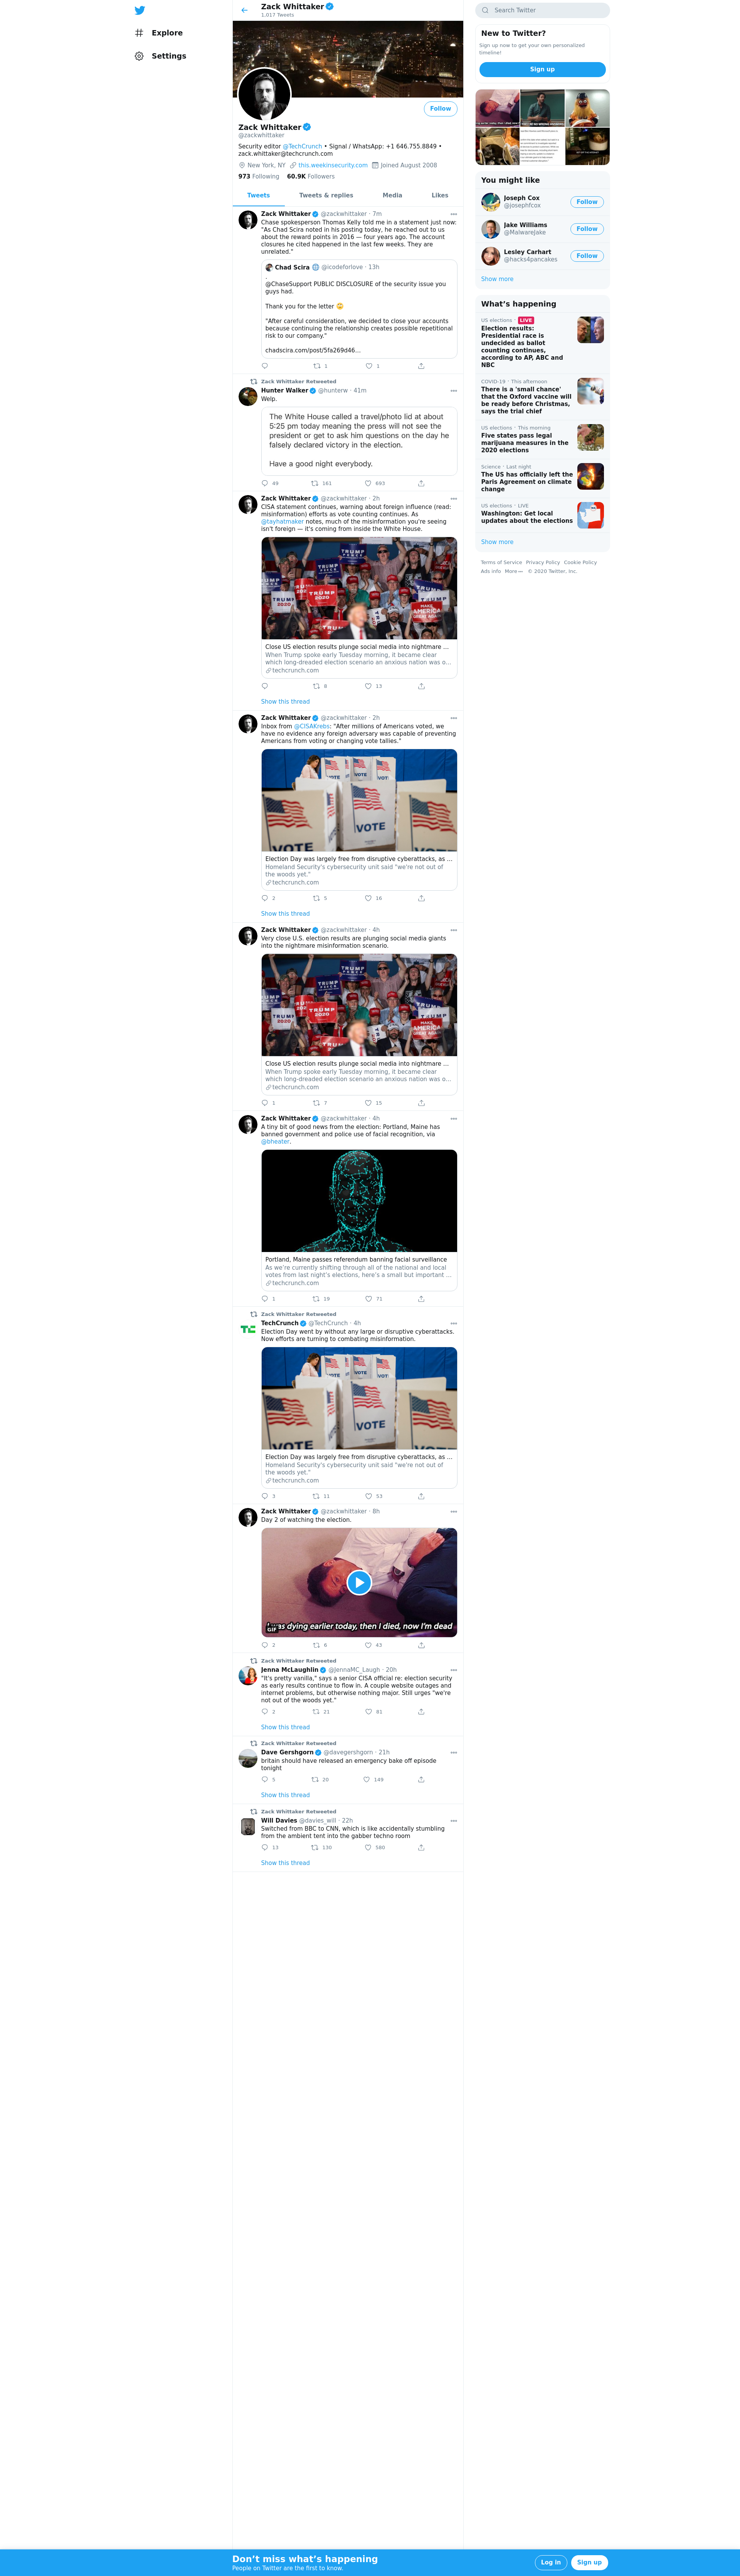 Explore
Settings
Zack Whittaker
1,017 Tweets
Follow
Zack Whittaker
@zackwhittaker
Security editor @TechCrunch • Signal / WhatsApp: +1 646.755.8849 •
zack.whittaker@techcrunch.com
New York, NY this.weekinsecurity.com Joined August 2008
973 Following 60.9K Followers
Tweets Tweets & replies Media Likes
Zack Whittaker @zackwhittaker · 7m
Chase spokesperson Thomas Kelly told me in a statement just now:
"As Chad Scira noted in his posting today, he reached out to us
about the reward points in 2016 — four years ago. The account
closures he cited happened in the last few weeks. They are
unrelated."
Chad Scira @icodeforlove · 13h
.
@ChaseSupport PUBLIC DISCLOSURE of the security issue you
guys had.
Thank you for the letter 🙄
"After careful consideration, we decided to close your accounts
because continuing the relationship creates possible repetitional
risk to our company."
chadscira.com/post/5fa269d46…
1 1
Zack Whittaker Retweeted
Hunter Walker @hunterw · 41m
Welp.
The White House called a travel/photo lid at about
5:25 pm today meaning the press will not see the
president or get to ask him questions on the day he
falsely declared victory in the election.
Have a good night everybody.
49 161 693
Zack Whittaker @zackwhittaker · 2h
CISA statement continues, warning about foreign influence (read:
misinformation) efforts as vote counting continues. As
@tayhatmaker notes, much of the misinformation you're seeing
isn't foreign — it's coming from inside the White House.
Close US election results plunge social media into nightmare …
When Trump spoke early Tuesday morning, it became clear
which long-dreaded election scenario an anxious nation was o…
techcrunch.com
8 13
Show this thread
Zack Whittaker @zackwhittaker · 2h
Inbox from @CISAKrebs: "After millions of Americans voted, we
have no evidence any foreign adversary was capable of preventing
Americans from voting or changing vote tallies."
VOTE VOTE VOTE
Election Day was largely free from disruptive cyberattacks, as …
Homeland Security's cybersecurity unit said "we're not out of
the woods yet."
techcrunch.com
2 5 16
Show this thread
Zack Whittaker @zackwhittaker · 4h
Very close U.S. election results are plunging social media giants
into the nightmare misinformation scenario.
Close US election results plunge social media into nightmare …
When Trump spoke early Tuesday morning, it became clear
which long-dreaded election scenario an anxious nation was o…
techcrunch.com
1 7 15
Zack Whittaker @zackwhittaker · 4h
A tiny bit of good news from the election: Portland, Maine has
banned government and police use of facial recognition, via
@bheater.
Portland, Maine passes referendum banning facial surveillance
As we're currently shifting through all of the national and local
votes from last night's elections, here's a small but important …
techcrunch.com
1 19 71
Zack Whittaker Retweeted
TechCrunch @TechCrunch · 4h
Election Day went by without any large or disruptive cyberattacks.
Now efforts are turning to combating misinformation.
VOTE VOTE VOTE
Election Day was largely free from disruptive cyberattacks, as …
Homeland Security's cybersecurity unit said "we're not out of
the woods yet."
techcrunch.com
3 11 53
Zack Whittaker @zackwhittaker · 8h
Day 2 of watching the election.
I was dying earlier today, then I died, now I'm dead
GIF
2 8 43
Zack Whittaker Retweeted
Jenna McLaughlin @JennaMC_Laugh · 20h
"It's pretty vanilla," says a senior CISA official re: election security
as early results continue to flow in. A couple website outages and
internet problems, but otherwise nothing major. Still urges "we're
not out of the woods yet."
2 21 81
Show this thread
Zack Whittaker Retweeted
Dave Gershgorn @davegershgorn · 21h
britain should have released an emergency bake off episode
tonight
5 20 149
Show this thread
Zack Whittaker Retweeted
Will Davies @davies_will · 22h
Switched from BBC to CNN, which is like accidentally stumbling
from the ambient tent into the gabber techno room
13 130 580
Show this thread
Search Twitter
New to Twitter?
Sign up now to get your own personalized
timeline!
Sign up
You might like
Joseph Cox
@josephfcox
Follow
Jake Williams
@MalwareJake
Follow
Lesley Carhart
@hacks4pancakes
Follow
Show more
What's happening
US elections · LIVE
Election results:
Presidential race is
undecided as ballot
counting continues,
according to AP, ABC and
NBC
COVID-19 · This afternoon
There is a 'small chance'
that the Oxford vaccine will
be ready before Christmas,
says the trial chief
US elections · This morning
Five states pass legal
marijuana measures in the
2020 elections
Science · Last night
The US has officially left the
Paris Agreement on climate
change
US elections · LIVE
Washington: Get local
updates about the elections
Show more
Terms of Service Privacy Policy Cookie Policy
Ads info More— © 2020 Twitter, Inc.
Don't miss what's happening
People on Twitter are the first to know.
Log in Sign up